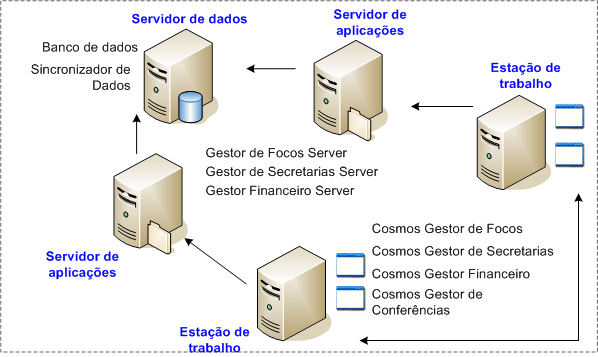 Servidor de dados
Banco de dados
Sincronizador de
Dados
Servidor de
aplicações
Estação de
trabalho
Gestor de Focos Server
Gestor de Secretarias Server
Gestor Financeiro Server
Servidor de
aplicações
Cosmos Gestor de Focos
Cosmos Gestor de Secretarias
Cosmos Gestor Financeiro
Cosmos Gestor de
Conferências
Estação de
trabalho